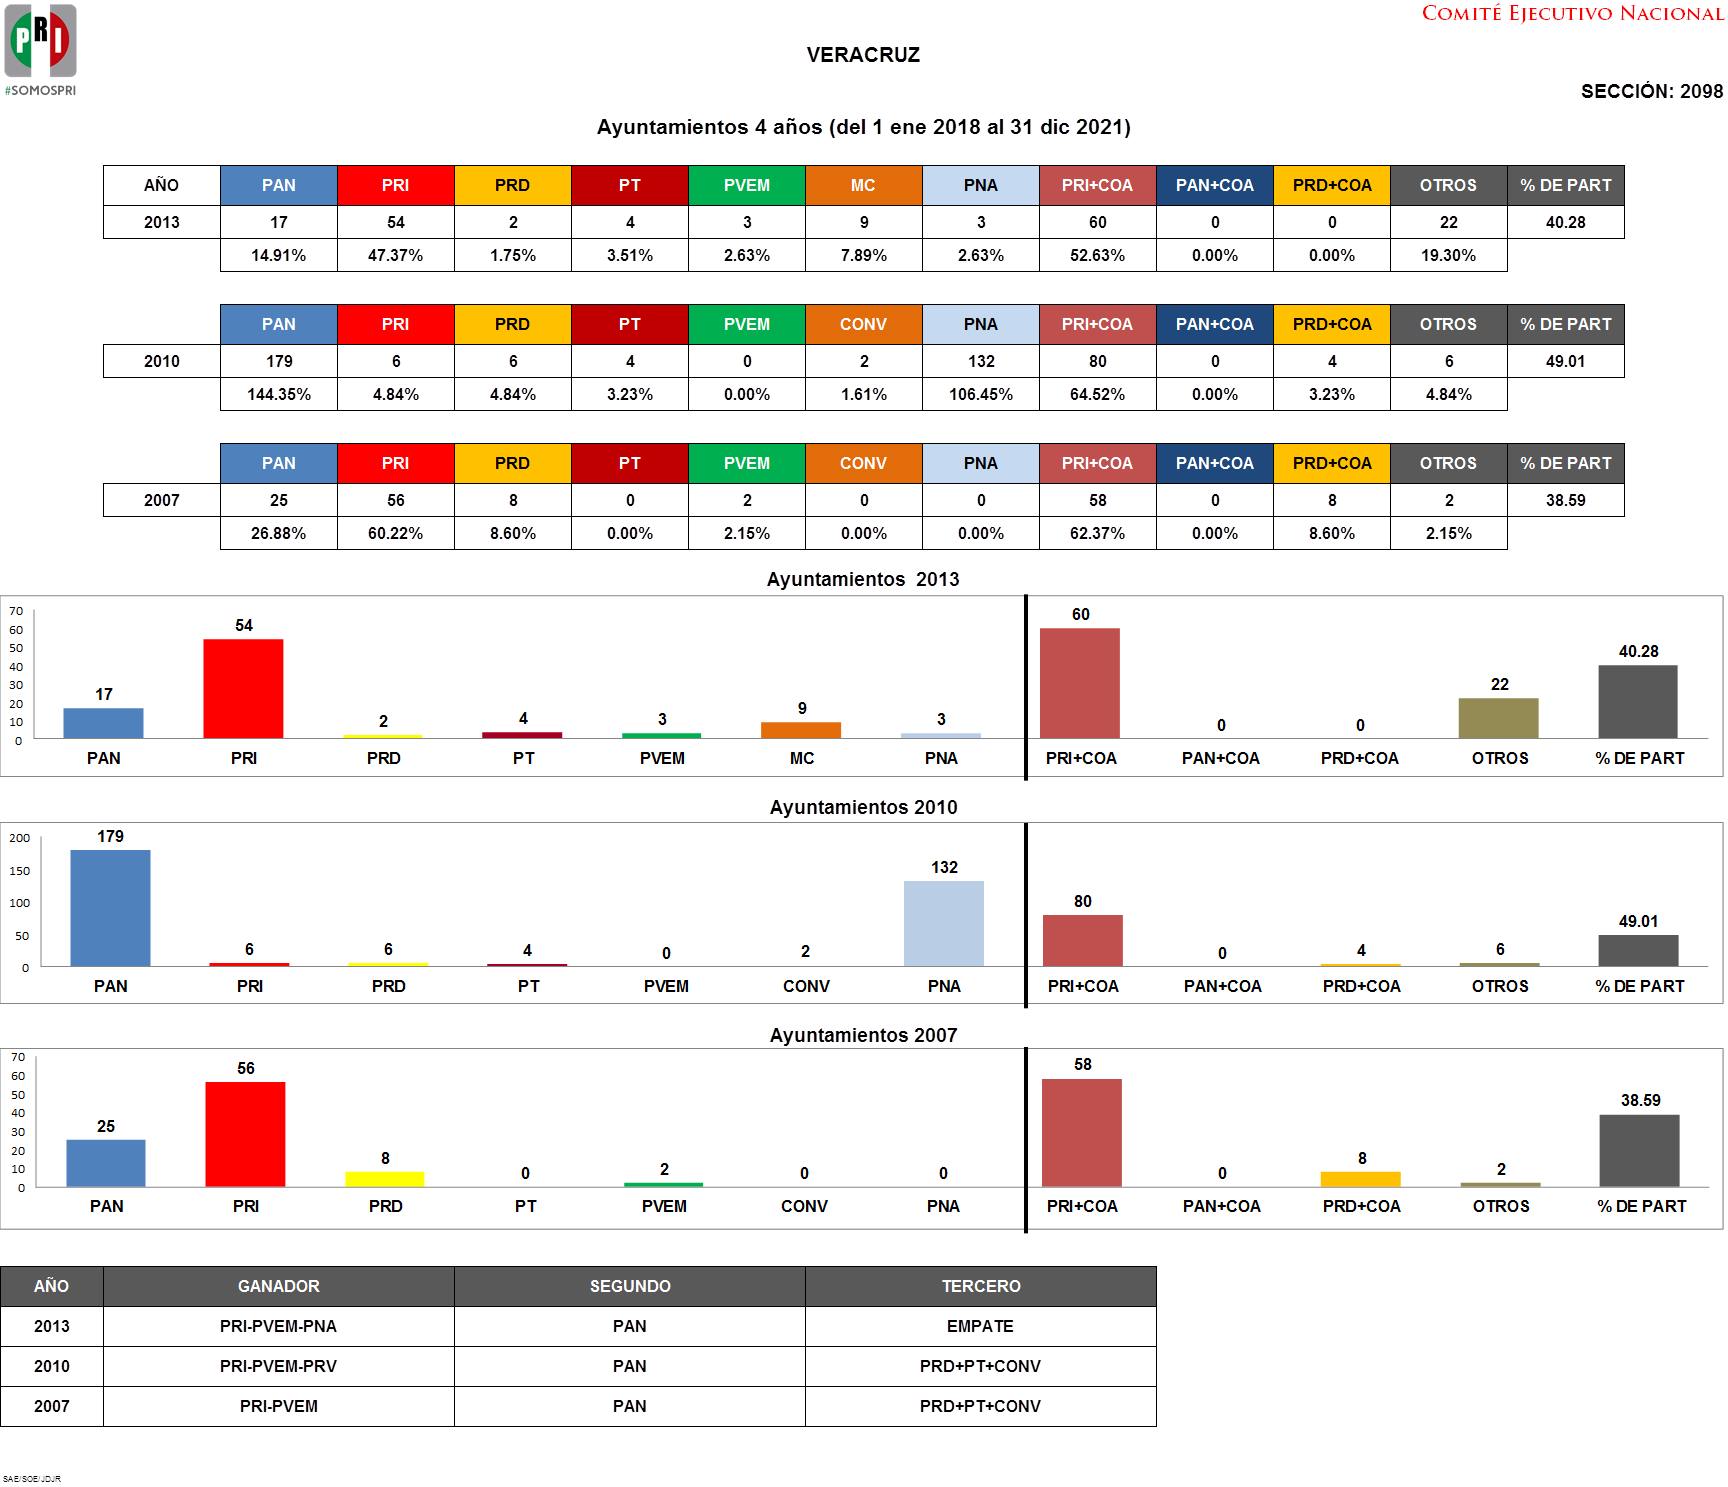 PRI
#SOMOSPRI
COMITÉ EJECUTIVO NACIONAL
VERACRUZ
SECCIÓN: 2098
Ayuntamientos 4 años (del 1 ene 2018 al 31 dic 2021)
AÑO PAN PRI PRD PT PVEM MC PNA PRI+COA PAN+COA PRD+COA OTROS % DE PART
2013 17 54 2 4 3 9 3 60 0 0 22 40.28
14.91% 47.37% 1.75% 3.51% 2.63% 7.89% 2.63% 52.63% 0.00% 0.00% 19.30%
PAN PRI PRD PT PVEM CONV PNA PRI+COA PAN+COA PRD+COA OTROS % DE PART
2010 179 6 6 4 0 2 132 80 0 4 6 49.01
144.35% 4.84% 4.84% 3.23% 0.00% 1.61% 106.45% 64.52% 0.00% 3.23% 4.84%
PAN PRI PRD PT PVEM CONV PNA PRI+COA PAN+COA PRD+COA OTROS % DE PART
2007 25 56 8 0 2 0 0 58 0 8 2 38.59
26.88% 60.22% 8.60% 0.00% 2.15% 0.00% 0.00% 62.37% 0.00% 8.60% 2.15%
Ayuntamientos 2013
70
60
50
40
30
20
10
0
17 54 2 4 3 9 3 60 0 0 22 40.28
PAN PRI PRD PT PVEM MC PNA PRI+COA PAN+COA PRD+COA OTROS % DE PART
Ayuntamientos 2010
200
150
100
50
0
179 6 6 4 0 2 132 80 0 4 6 49.01
PAN PRI PRD PT PVEM CONV PNA PRI+COA PAN+COA PRD+COA OTROS % DE PART
Ayuntamientos 2007
70
60
50
40
30
20
10
0
25 56 8 0 2 0 0 58 0 8 2 38.59
PAN PRI PRD PT PVEM CONV PNA PRI+COA PAN+COA PRD+COA OTROS % DE PART
AÑO GANADOR SEGUNDO TERCERO
2013 PRI-PVEM-PNA PAN EMPATE
2010 PRI-PVEM-PRV PAN PRD+PT+CONV
2007 PRI-PVEM PAN PRD+PT+CONV
SAE/SOE/JDJR